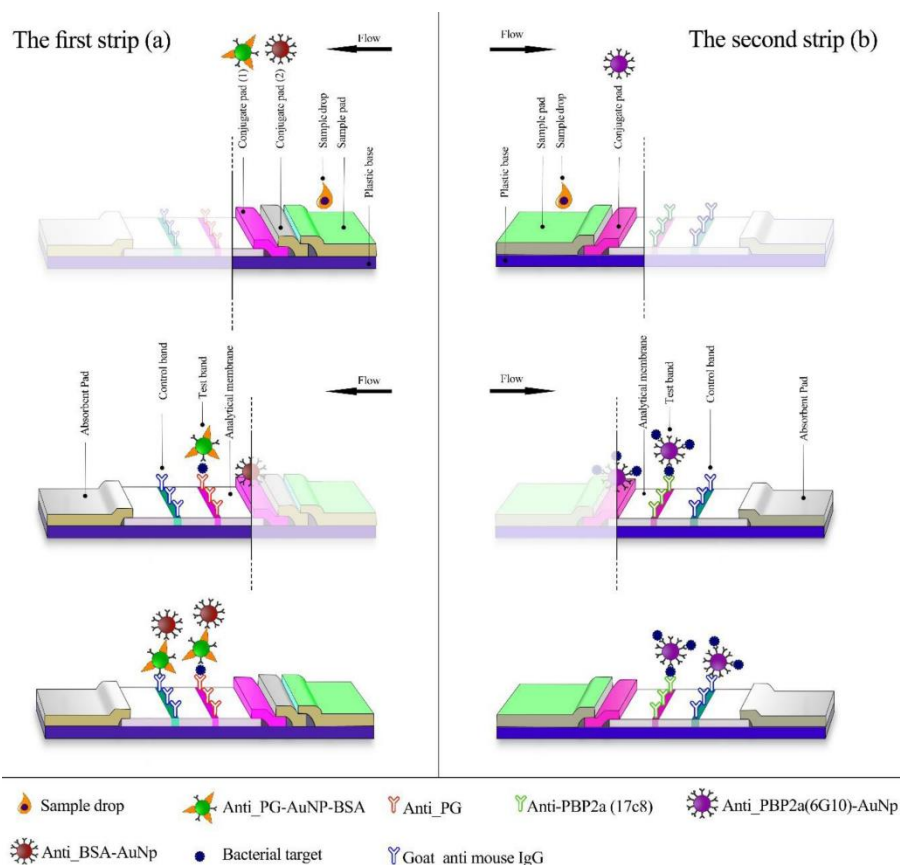 The first strip (a)
Flow
Conjugate pad (1)
Conjugate pad (2)
Sample drop
Sample pad
Plastic base
Absorbent Pad
Control band
Test band
Analytical membrane
Flow
The second strip (b)
Flow
Plastic base
Sample pad
Sample drop
Conjugate pad
Flow
Analytical membrane
Test band
Control band
Absorbent Pad
Sample drop
Anti_PG-AuNP-BSA
Anti_PG
Anti-PBP2a (17c8)
Anti_PBP2a(6G10)-AuNp
Anti_BSA-AuNp
Bacterial target
Goat_anti mouse IgG